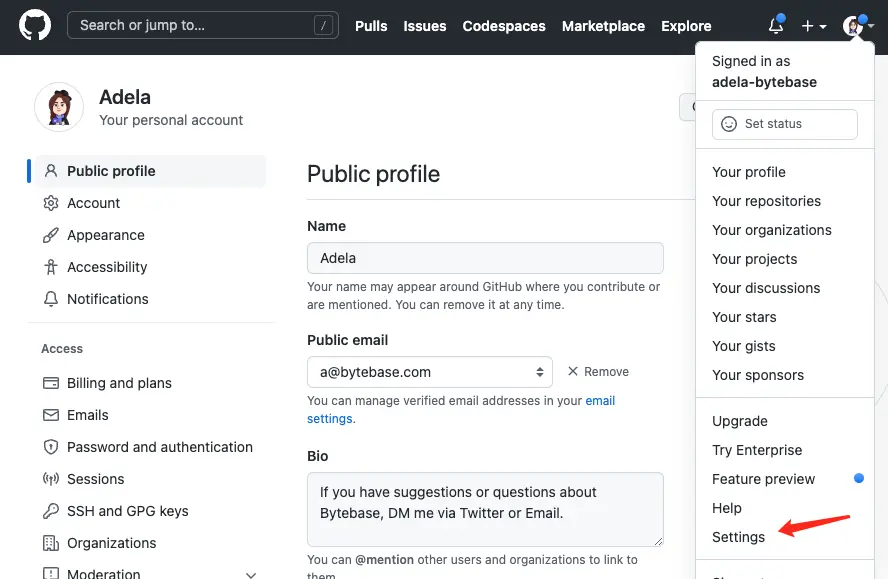 Search or jump to...
/
Pulls
Issues
Codespaces
Marketplace
Explore
Signed in as
adela-bytebase
Set status
Your profile
Your repositories
Your organizations
Your projects
Your discussions
Your stars
Your gists
Your sponsors
Upgrade
Try Enterprise
Feature preview
Help
Settings
Adela
Your personal account
Public profile
Account
Appearance
Accessibility
Notifications
Access
Billing and plans
Emails
Password and authentication
Sessions
SSH and GPG keys
Organizations
Moderation
Public profile
Name
Adela
Your name may appear around GitHub where you contribute or
are mentioned. You can remove it at any time.
Public email
a@bytebase.com
Remove
You can manage verified email addresses in your email
settings.
Bio
If you have suggestions or questions about
Bytebase, DM me via Twitter or Email.
You can @mention other users and organizations to link to
them.